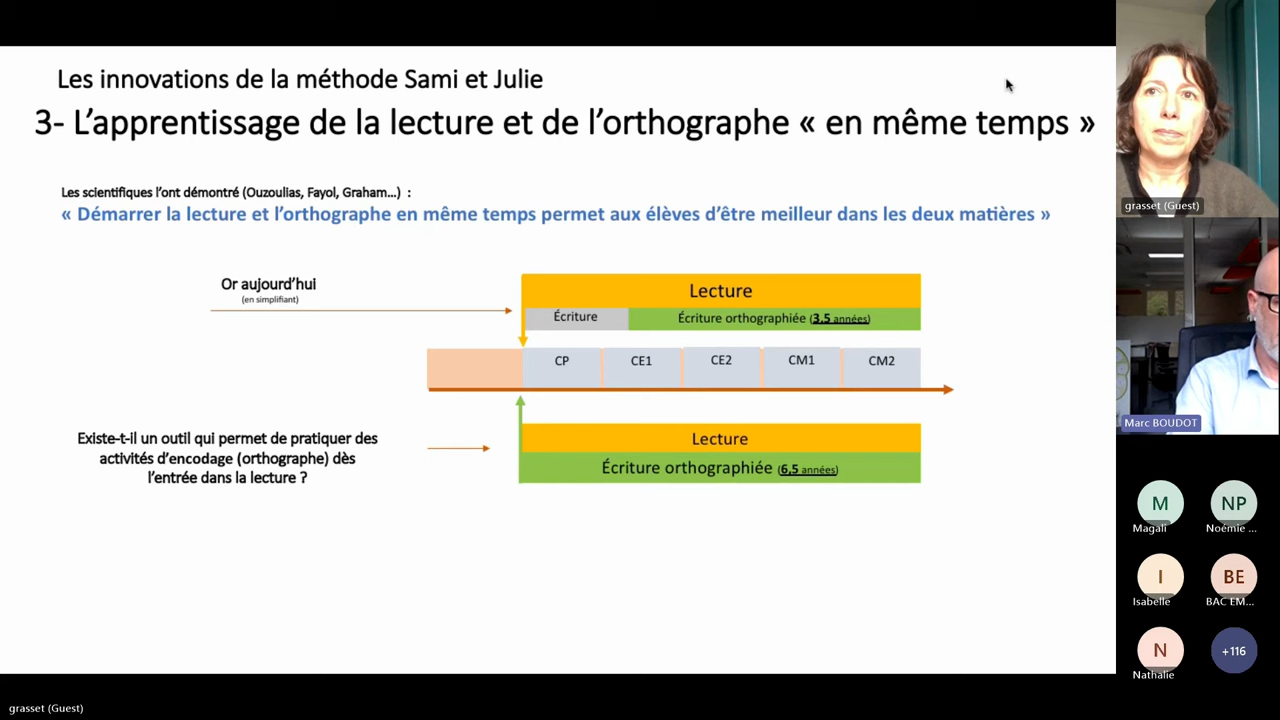 Les innovations de la méthode Sami et Julie
3- L’apprentissage de la lecture et de l’orthographe « en même temps »
Les scientifiques l’ont démontré (Ouzoulias, Fayol, Graham…) :
« Démarrer la lecture et l’orthographe en même temps permet aux élèves d’être meilleur dans les deux matières »
Or aujourd’hui
(en simplifiant)
Lecture
Écriture
Écriture orthographiée (3,5 années)
CP
CE1
CE2
CM1
CM2
Existe-t-il un outil qui permet de pratiquer des
activités d’encodage (orthographe) dès
l’entrée dans la lecture ?
Lecture
Écriture orthographiée (6,5 années)
grasset (Guest)
Marc BOUDOT
M
Magali
NP
Noémie ...
I
Isabelle
BE
BAC EM...
N
Nathalie
+116
grasset (Guest)